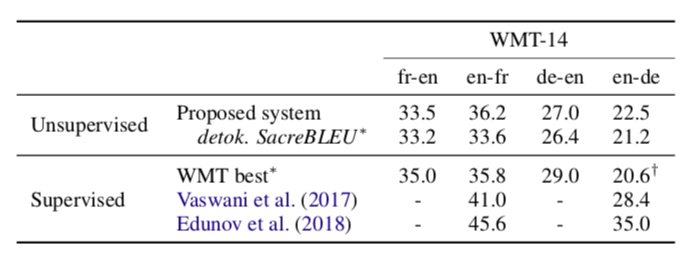 WMT-14
fr-en en-fr de-en en-de
Unsupervised Proposed system 33.5 36.2 27.0 22.5
detok. SacreBLEU* 33.2 33.6 26.4 21.2
Supervised WMT best* 35.0 35.8 29.0 20.6†
Vaswani et al. (2017) - 41.0 - 28.4
Edunov et al. (2018) - 45.6 - 35.0